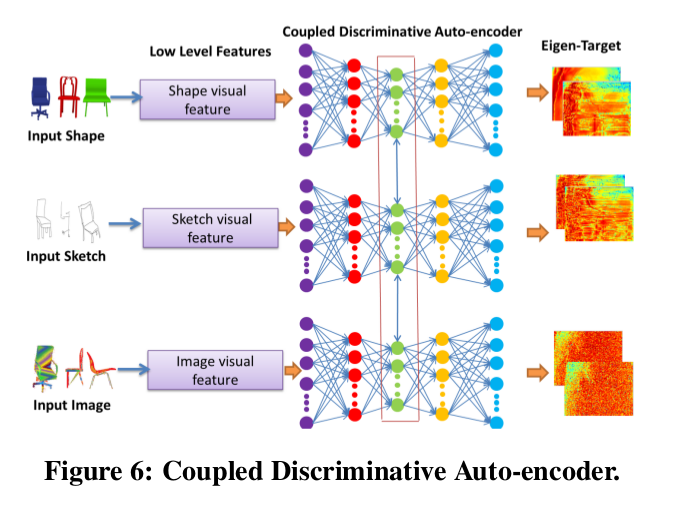 Coupled Discriminative Auto-encoder
Low Level Features
Eigen-Target
Shape visual
feature
Input Shape
Sketch visual
feature
Input Sketch
Image visual
feature
Input Image
Figure 6: Coupled Discriminative Auto-encoder.